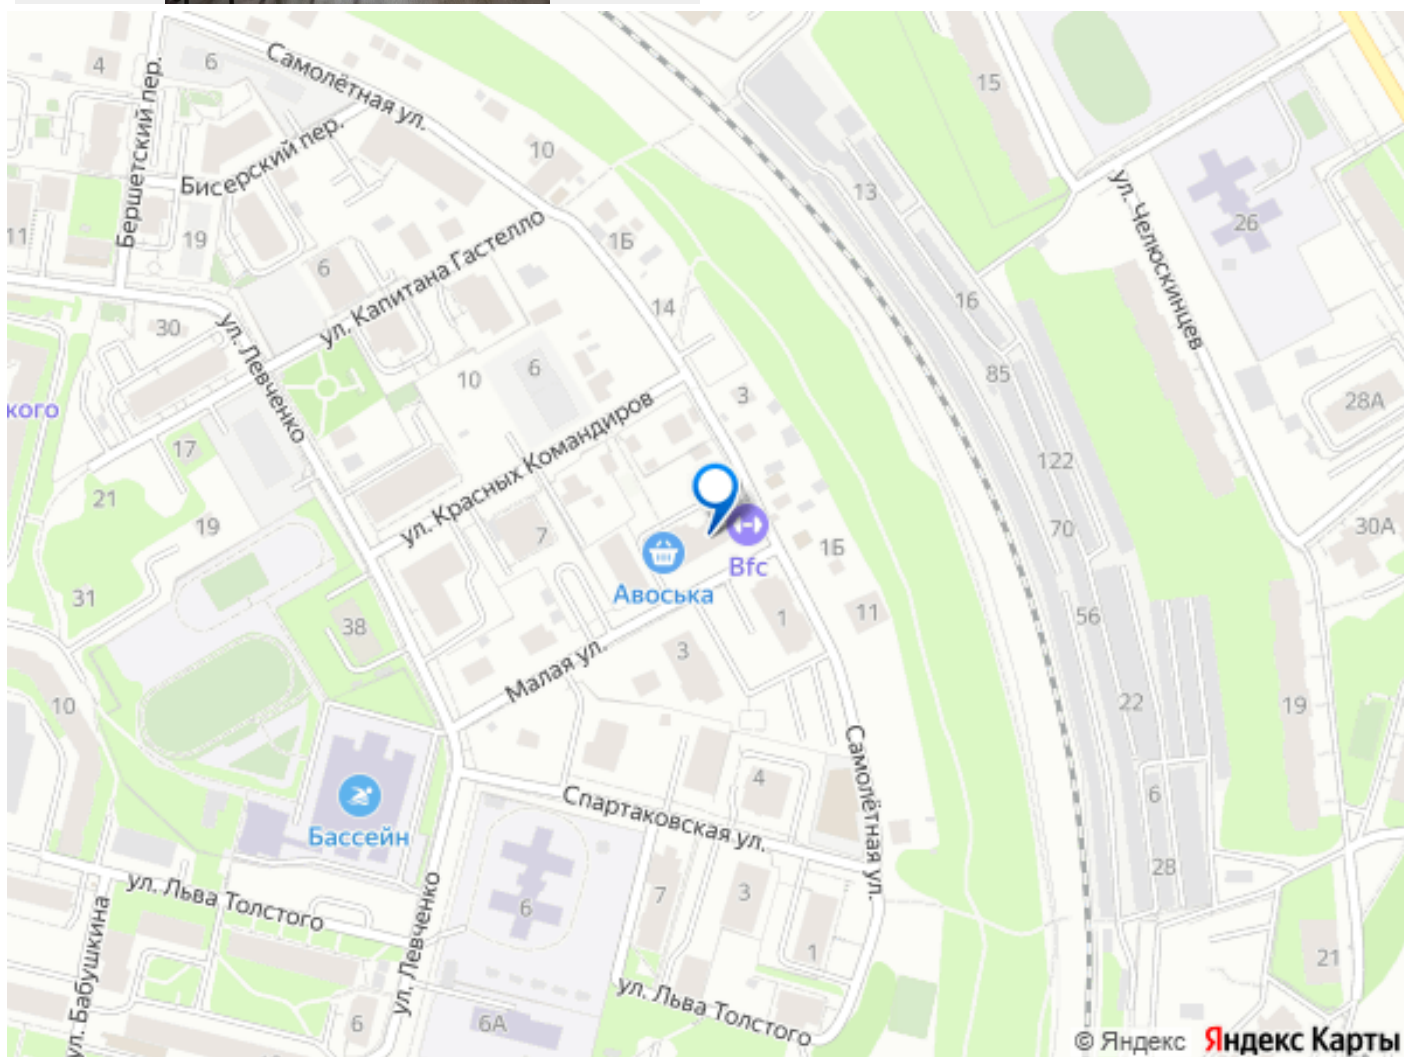 Самолётная ул.
6
4
Бершетский пер.
Бисерский пер.
10
15
13
ул. Челюскинцев
26
11
19
6
1Б
ул. Капитана Гастелло
14
16
30
ул. Левченко
10
6
85
3
28А
кого
17
ул. Красных Командиров
122
21
19
7
70
30А
1Б
Bfc
Авоська
31
38
1
11
56
Малая ул.
3
10
22
19
Самолётная ул.
4
6
Спартаковская ул.
Бассейн
28
ул. Льва Толстого
6
7
3
ул. Бабушкина
ул. Левченко
1
21
ул. Льва Толстого
6
6А
© Яндекс Яндекс Карты